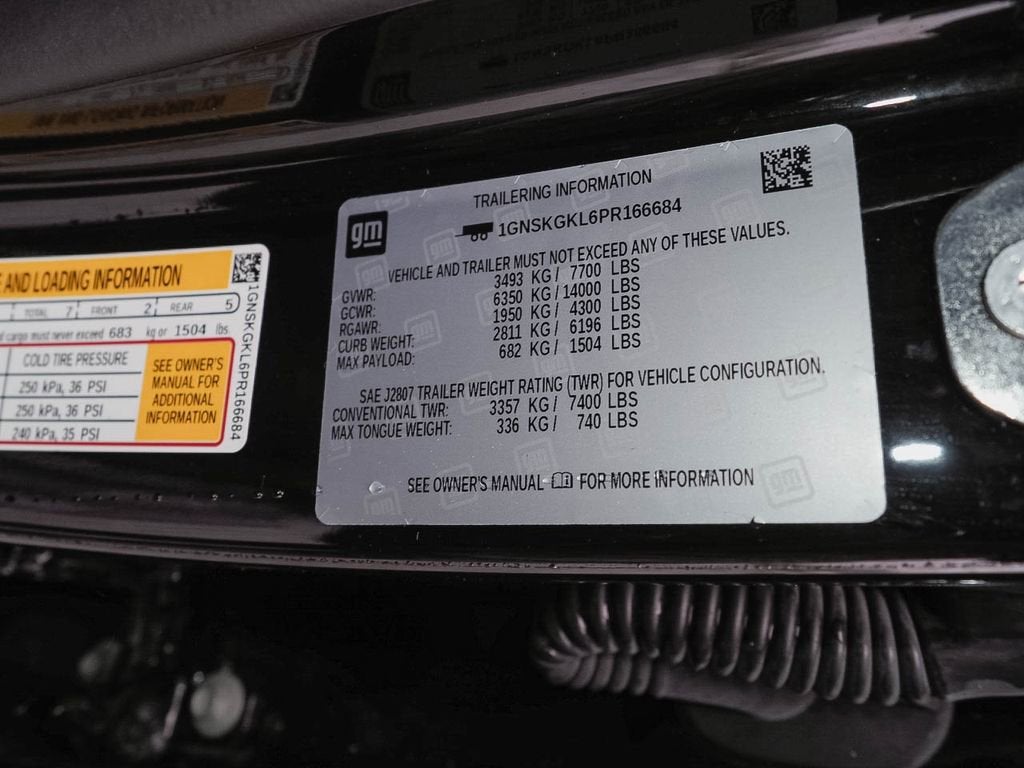 E AND LOADING INFORMATION
TOTAL 7 FRONT 2 REAR 5
cargo must never exceed 683 kg or 1504 lbs
COLD TIRE PRESSURE
250 kPa, 36 PSI
250 kPa, 36 PSI
240 kPa, 35 PSI
SEE OWNER'S
MANUAL FOR
ADDITIONAL
INFORMATION
1GNSKGKL6PR166684
gm
TRAILERING INFORMATION
1GNSKGKL6PR166684
VEHICLE AND TRAILER MUST NOT EXCEED ANY OF THESE VALUES.
GVWR: 3493 KG / 7700 LBS
GCWR: 6350 KG / 14000 LBS
RGAWR: 1950 KG / 4300 LBS
CURB WEIGHT: 2811 KG / 6196 LBS
MAX PAYLOAD: 682 KG / 1504 LBS
SAE J2807 TRAILER WEIGHT RATING (TWR) FOR VEHICLE CONFIGURATION.
CONVENTIONAL TWR: 3357 KG / 7400 LBS
MAX TONGUE WEIGHT: 336 KG / 740 LBS
SEE OWNER'S MANUAL FOR MORE INFORMATION